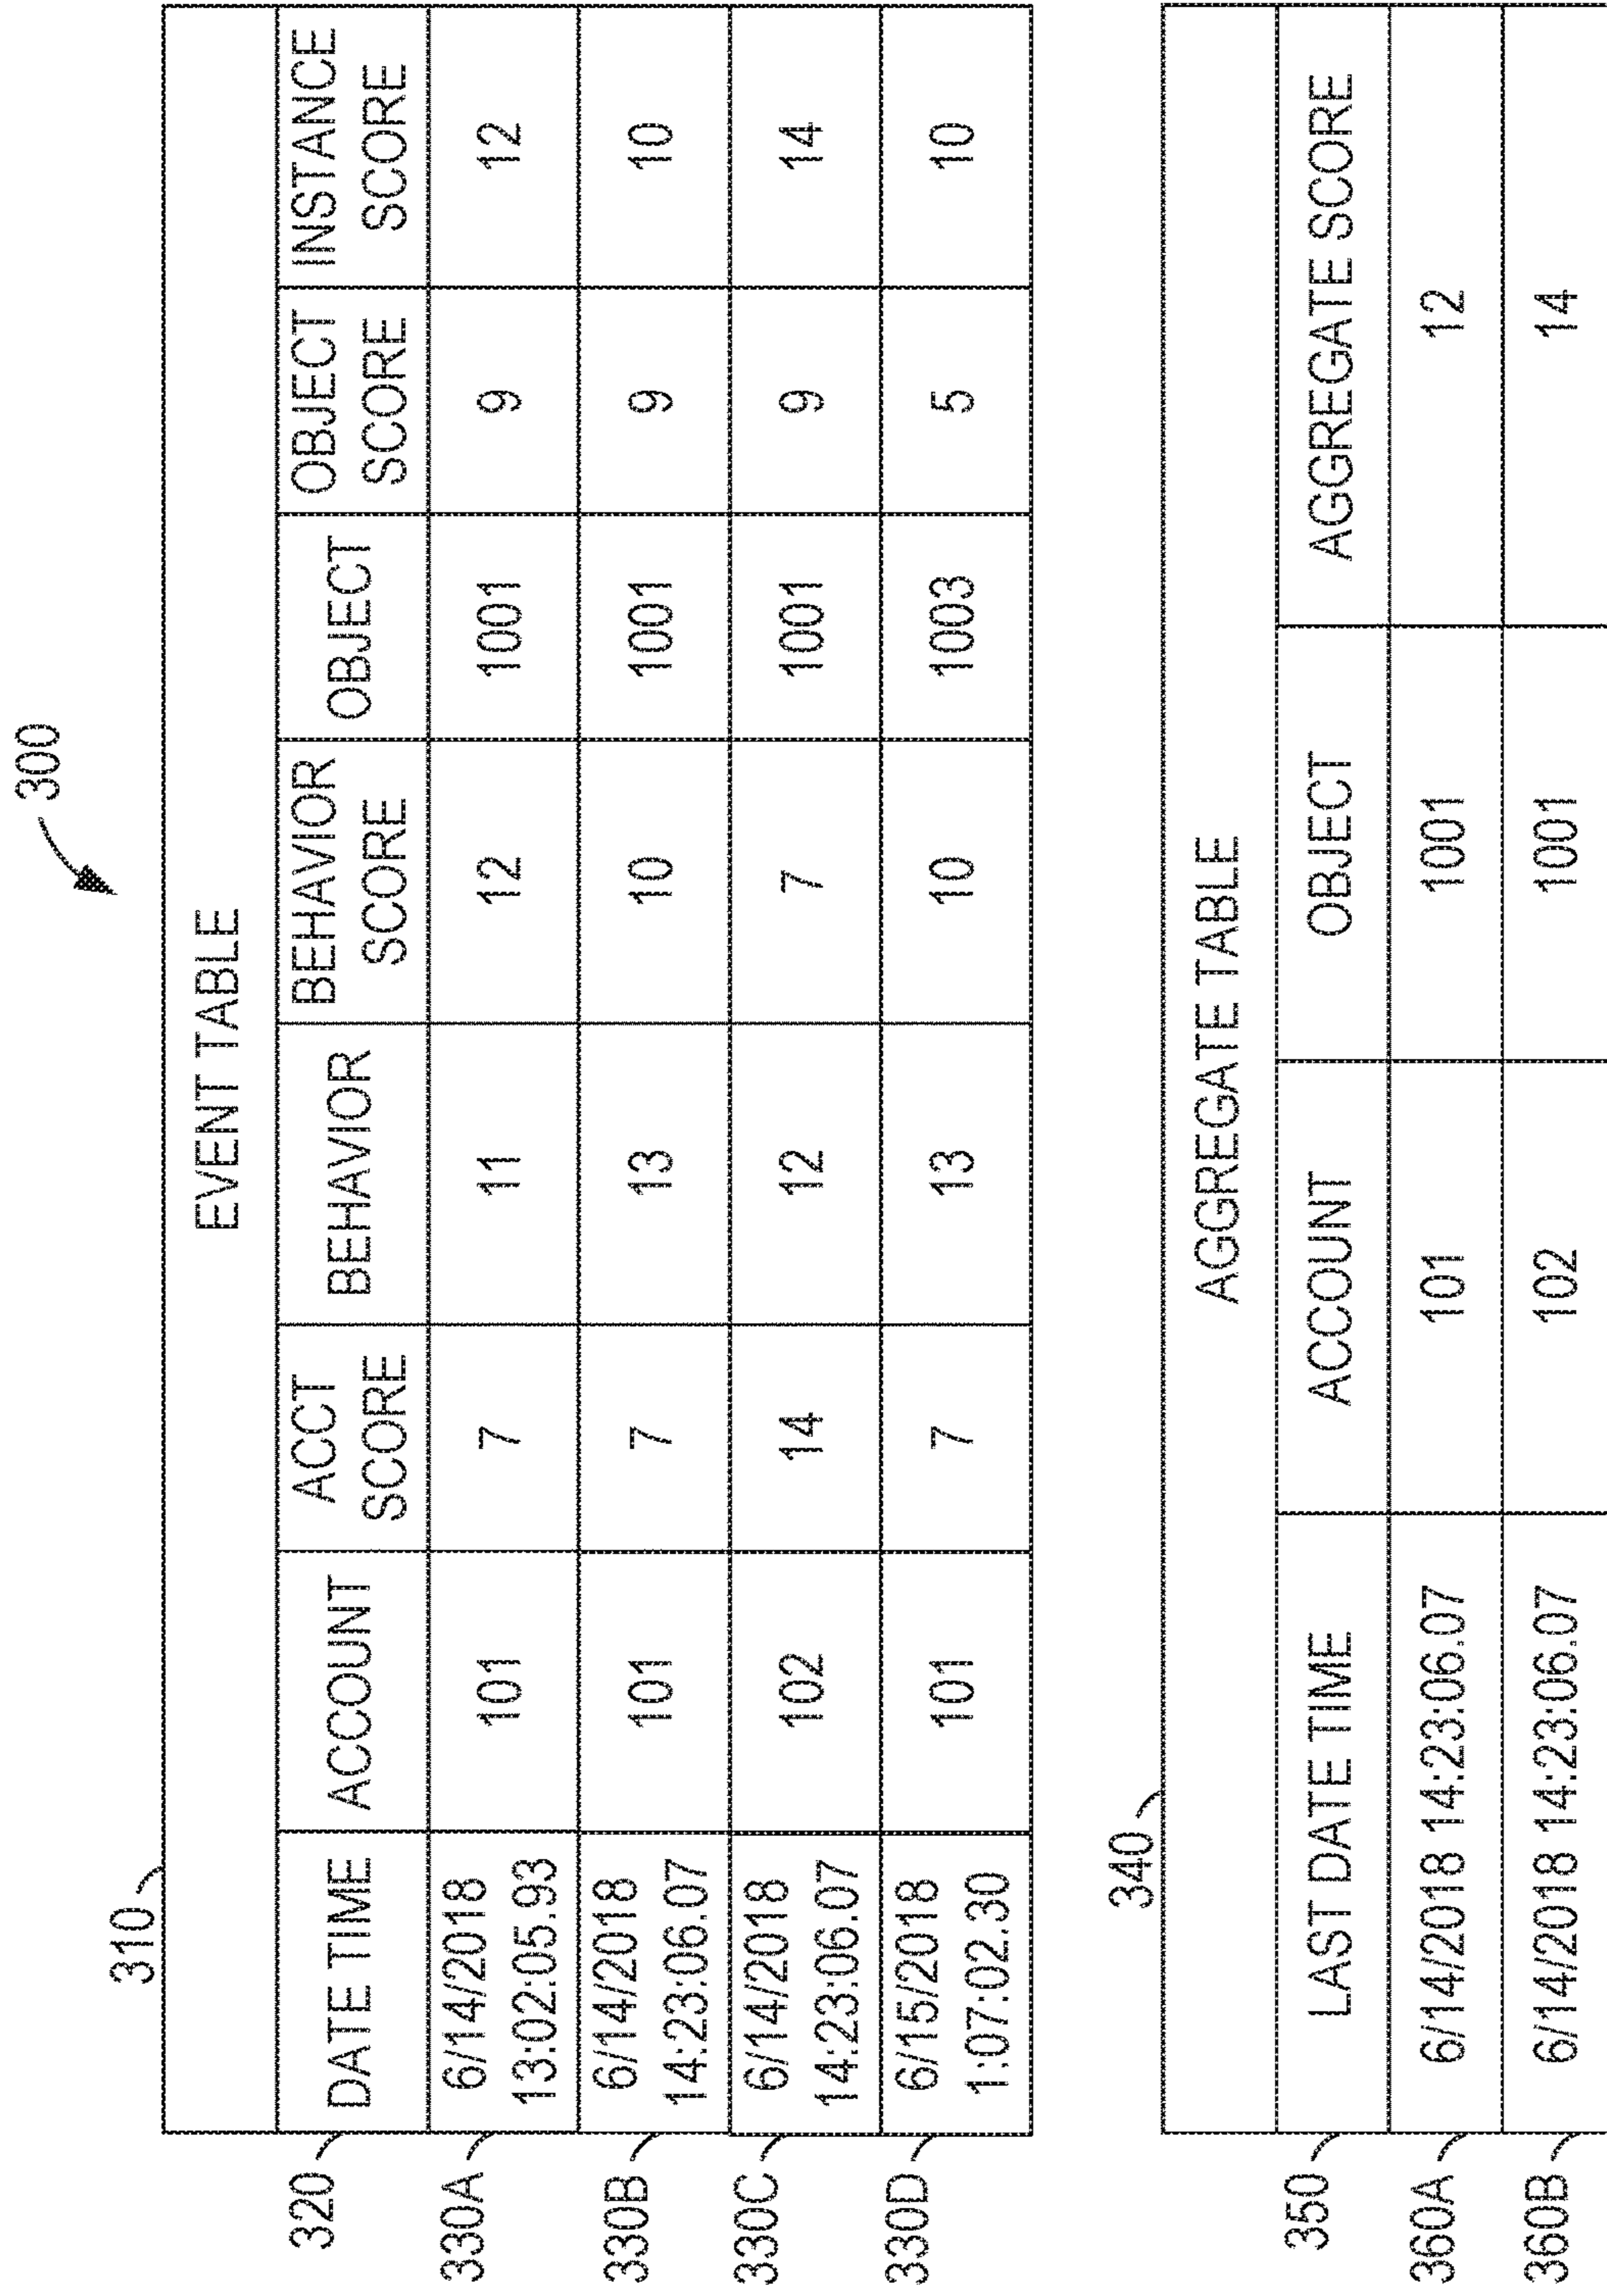 300
310
EVENT TABLE
320 DATE TIME ACCOUNT ACCT SCORE BEHAVIOR BEHAVIOR SCORE OBJECT OBJECT SCORE INSTANCE SCORE
330A 6/14/2018 13:02:05.93 101 7 11 12 1001 9 12
330B 6/14/2018 14:23:06.07 101 7 13 10 1001 9 10
330C 6/14/2018 14:23:06.07 102 14 12 7 1001 9 14
330D 6/15/2018 1:07:02.30 101 7 13 10 1003 5 10
340
AGGREGATE TABLE
350 LAST DATE TIME ACCOUNT OBJECT AGGREGATE SCORE
360A 6/14/2018 14:23:06.07 101 1001 12
360B 6/14/2018 14:23:06.07 102 1001 14